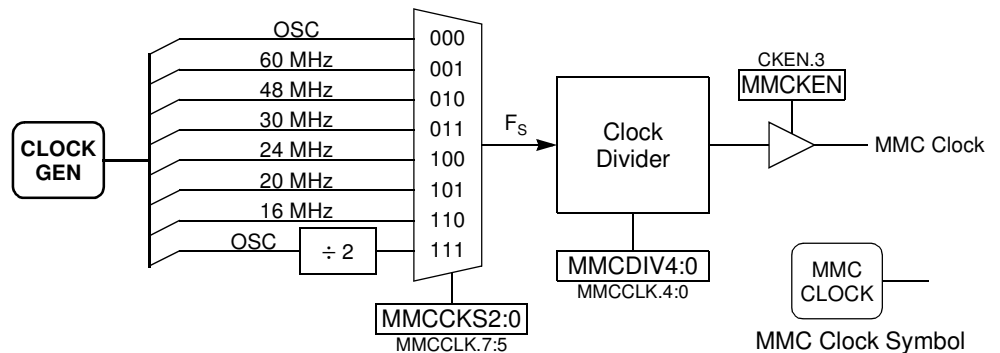 CLOCK
GEN
OSC
60 MHz
48 MHz
30 MHz
24 MHz
20 MHz
16 MHz
OSC
÷ 2
000
001
010
011
100
101
110
111
MMCCKS2:0
MMCCLK.7:5
FS
Clock
Divider
MMCDIV4:0
MMCCLK.4:0
CKEN.3
MMCKEN
MMC Clock
MMC
CLOCK
MMC Clock Symbol